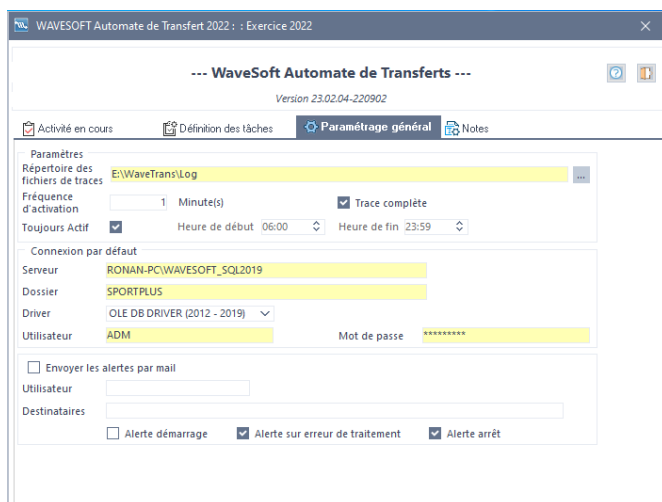 WAVESOFT Automate de Transfert 2022 : : Exercice 2022
--- WaveSoft Automate de Transferts ---
Version 23.02.04-220902
Activité en cours Définition des tâches Paramétrage général Notes
Paramètres
Répertoire des fichiers de traces E:\WaveTrans\Log ...
Fréquence d'activation 1 Minute(s) Trace complète
Toujours Actif Heure de début 06:00 Heure de fin 23:59
Connexion par défaut
Serveur RONAN-PC\WAVESOFT_SQL2019
Dossier SPORTPLUS
Driver OLE DB DRIVER (2012 - 2019)
Utilisateur ADM Mot de passe *********
Envoyer les alertes par mail
Utilisateur
Destinataires
Alerte démarrage Alerte sur erreur de traitement Alerte arrêt